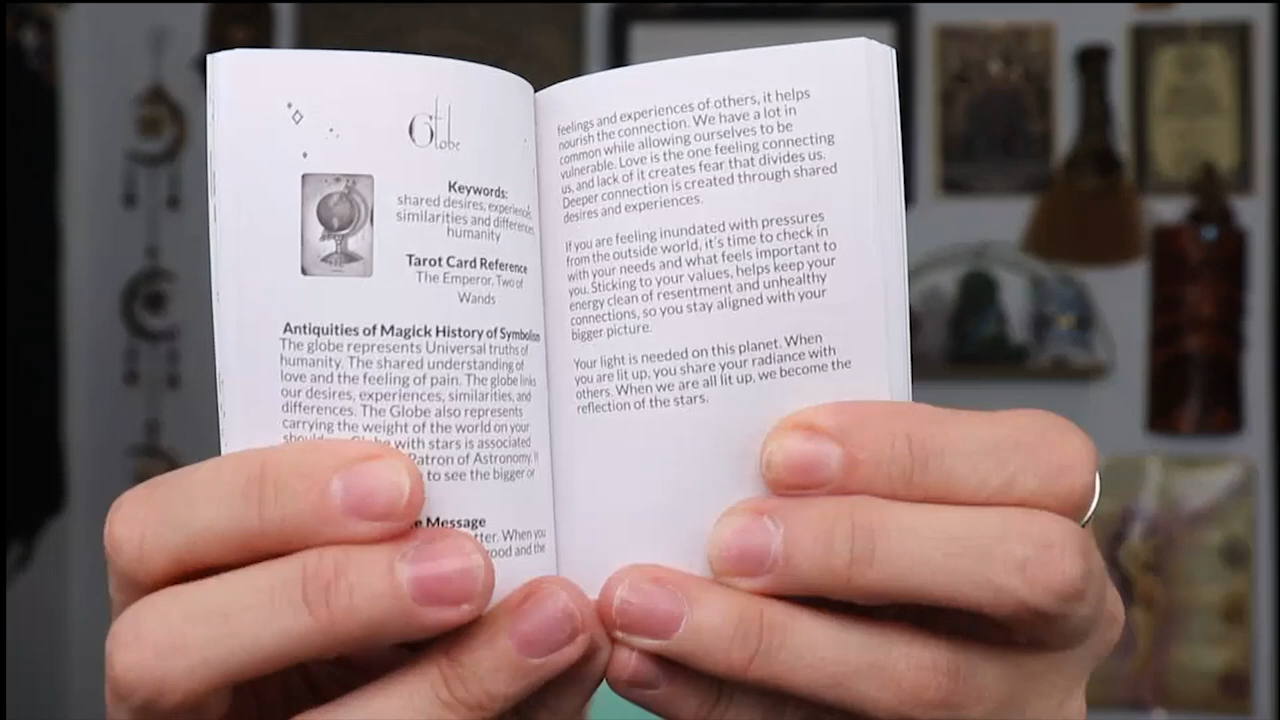 Globe
Keywords:
shared desires, experiences,
similarities and differences,
humanity
Tarot Card Reference
The Emperor, Two of
Wands
Antiquities of Magick History of Symbolism
The globe represents Universal truths of
humanity. The shared understanding of
love and the feeling of pain. The globe links
our desires, experiences, similarities, and
differences. The Globe also represents
carrying the weight of the world on your
with stars is associated
Patron of Astronomy.
to see the bigger
Message
When you
and the
feelings and experiences of others, it helps
nourish the connection. We have a lot in
common while allowing ourselves to be
vulnerable. Love is the one feeling connecting
us, and lack of it creates fear that divides us.
Deeper connection is created through shared
desires and experiences.
If you are feeling inundated with pressures
from the outside world, it's time to check in
with your needs and what feels important to
you. Sticking to your values, helps keep your
energy clean of resentment and unhealthy
connections, so you stay aligned with your
bigger picture.
Your light is needed on this planet. When
you are lit up, you share your radiance with
others. When we are all lit up, we become the
reflection of the stars.